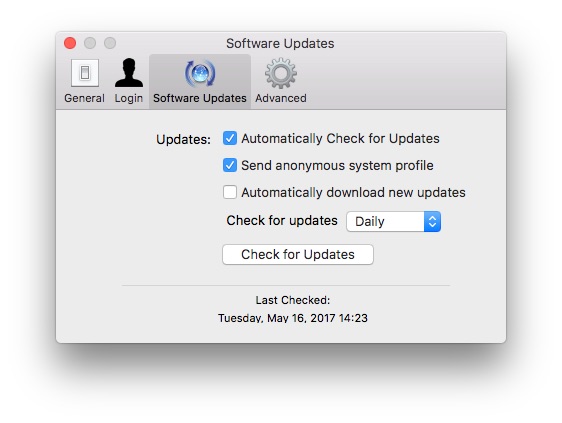 Software Updates
General Login Software Updates Advanced
Updates: Automatically Check for Updates
Send anonymous system profile
Automatically download new updates
Check for updates Daily
Check for Updates
Last Checked:
Tuesday, May 16, 2017 14:23